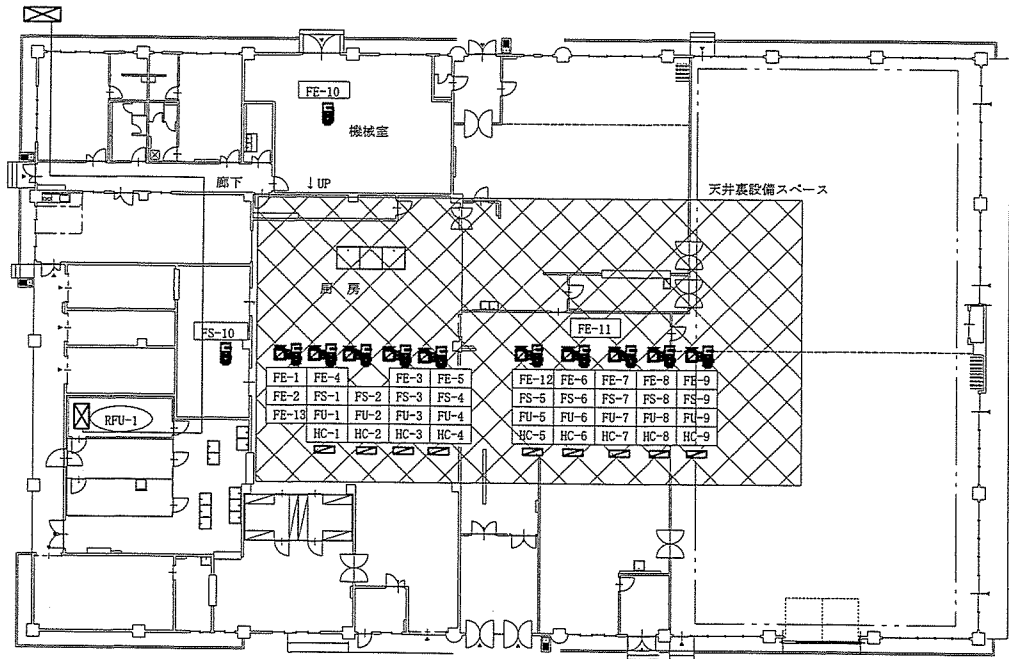 FE-10
機械室
廊下
↓UP
天井裏設備スペース
厨 房
FS-10
FE-11
FE-1 FE-4 FE-3 FE-5
FE-2 FS-1 FS-2 FS-3 FS-4
FE-13 FU-1 FU-2 FU-3 FU-4
HC-1 HC-2 HC-3 HC-4
FE-12 FE-6 FE-7 FE-8 FE-9
FS-5 FS-6 FS-7 FS-8 FS-9
FU-5 FU-6 FU-7 FU-8 FU-9
HC-5 HC-6 HC-7 HC-8 HC-9
RFU-1